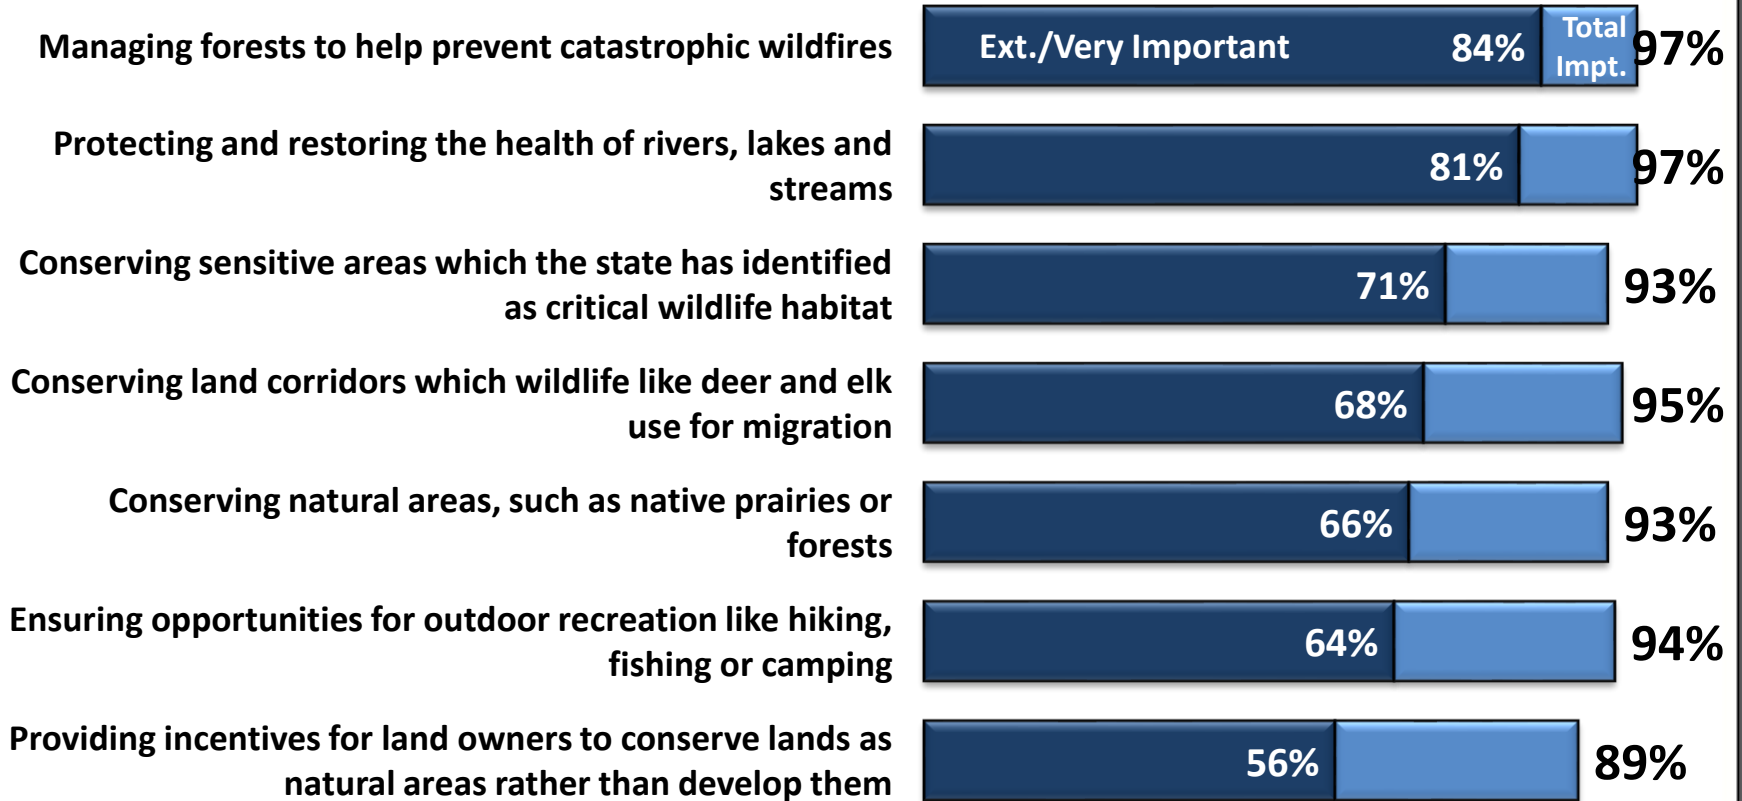 Managing forests to help prevent catastrophic wildfires
Ext./Very Important 84% Total Impt. 97%
Protecting and restoring the health of rivers, lakes and
streams
81% 97%
Conserving sensitive areas which the state has identified
as critical wildlife habitat
71% 93%
Conserving land corridors which wildlife like deer and elk
use for migration
68% 95%
Conserving natural areas, such as native prairies or
forests
66% 93%
Ensuring opportunities for outdoor recreation like hiking,
fishing or camping
64% 94%
Providing incentives for land owners to conserve lands as
natural areas rather than develop them
56% 89%